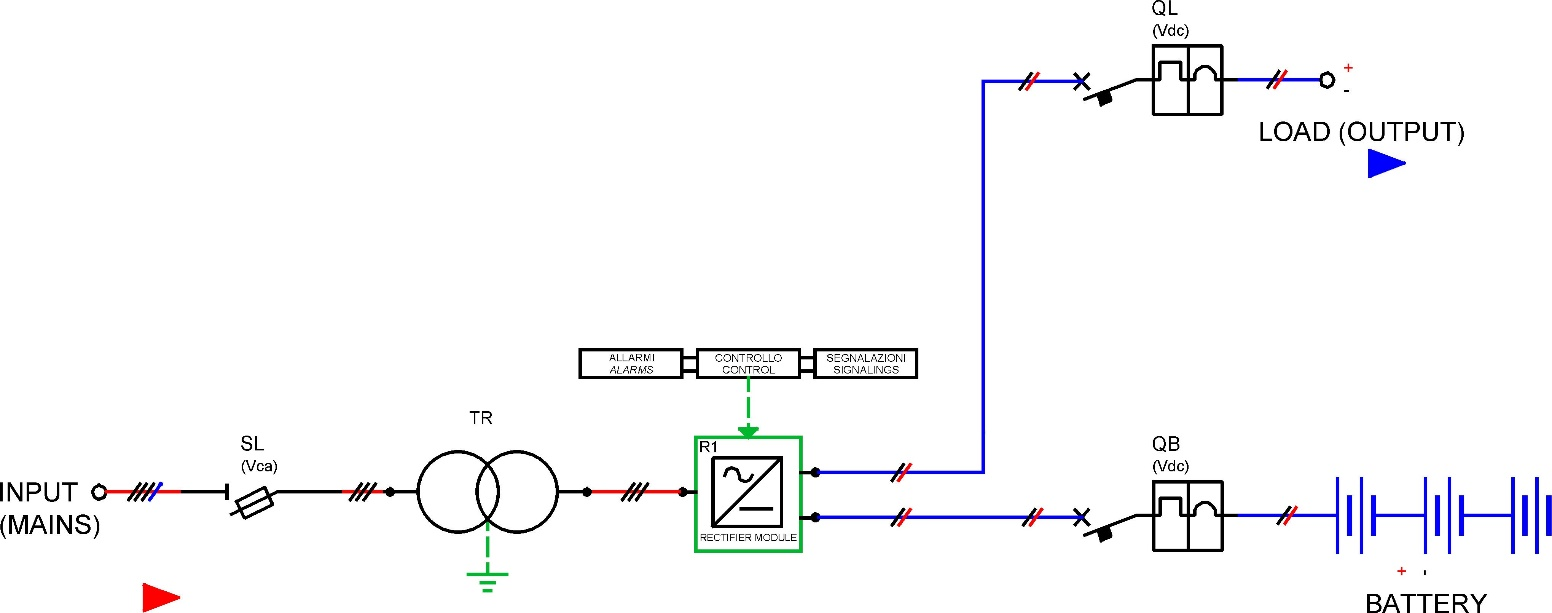 QL
(Vdc)
+
-
LOAD (OUTPUT)
ALLARMI
ALARMS
CONTROLLO
CONTROL
SEGNALAZIONI
SIGNALINGS
TR
SL
(Vca)
R1
QB
(Vdc)
INPUT
(MAINS)
RECTIFIER MODULE
+ -
BATTERY